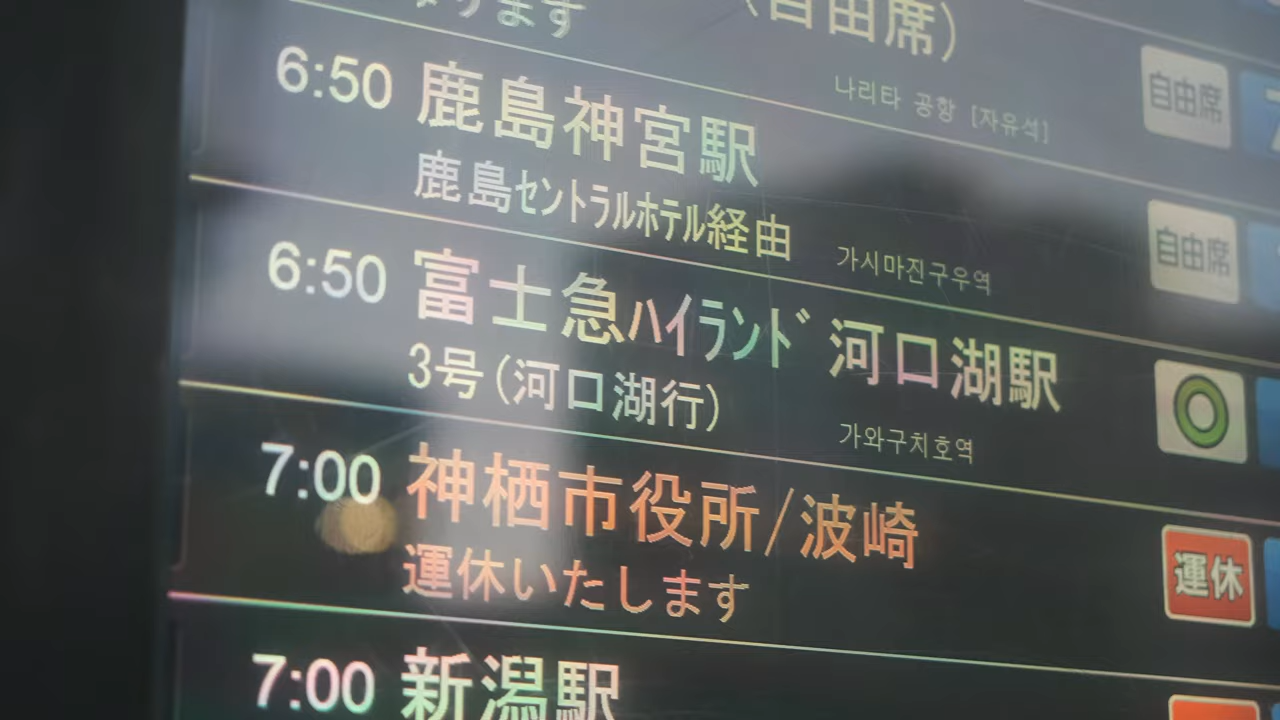 ります
(自由席)
나리타 공항 [자유석]
自由席
6:50 鹿島神宮駅
鹿島セントラルホテル経由
가시마진구우역
自由席
6:50 富士急ハイランド 河口湖駅
3号(河口湖行)
가와구치호역
7:00 神栖市役所/波崎
運休いたします
運休
7:00 新潟駅